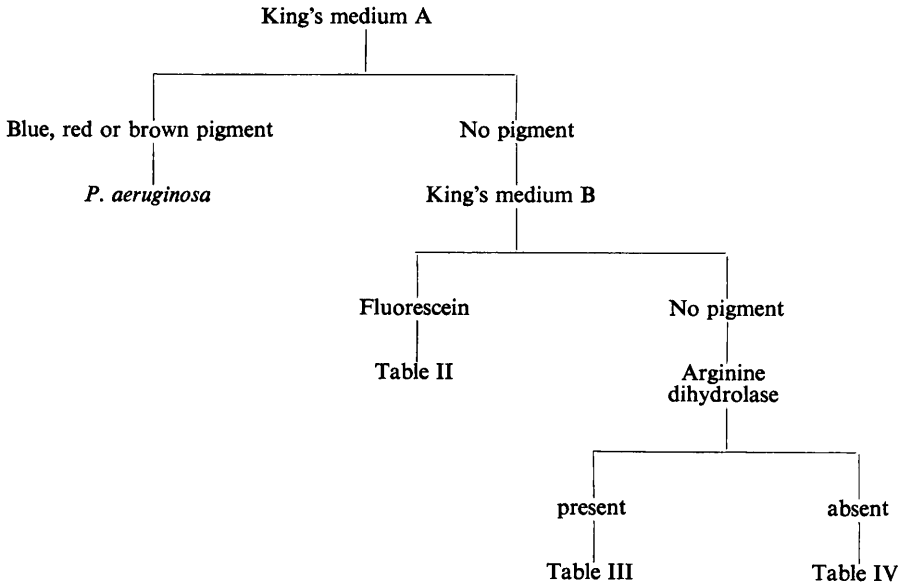 King's medium A
Blue, red or brown pigment
No pigment
P. aeruginosa
King's medium B
Fluorescein
No pigment
Table II
Arginine
dihydrolase
present
absent
Table III
Table IV